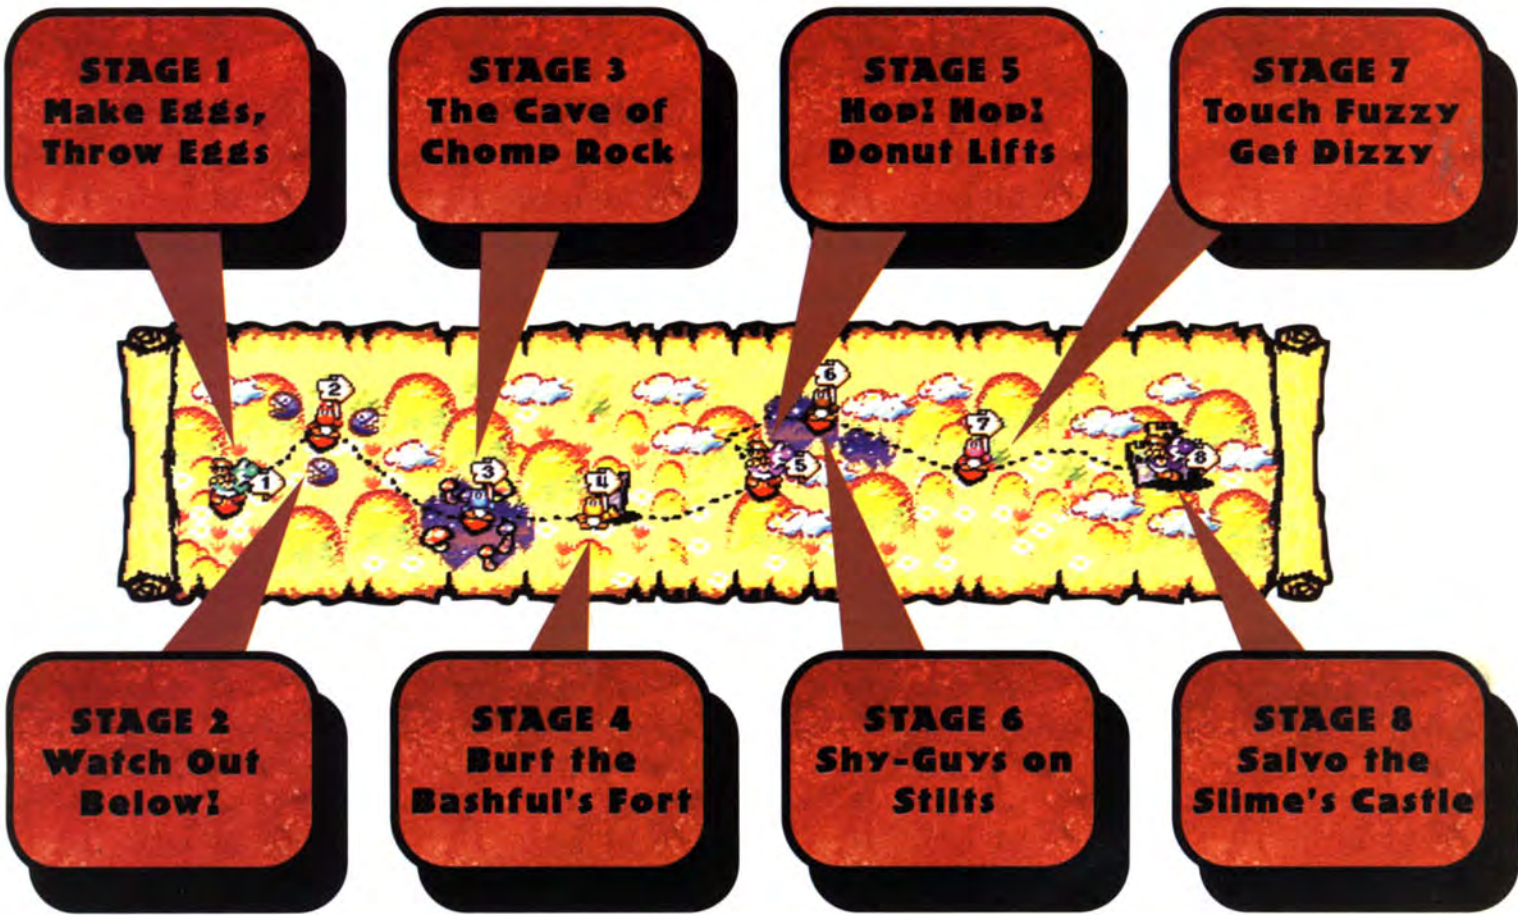 STAGE 1
Make Eggs,
Throw Eggs
STAGE 3
The Cave of
Chomp Rock
STAGE 5
Hop! Hop!
Donut Lifts
STAGE 7
Touch Fuzzy
Get Dizzy
1
2
3
4
5
6
7
8
STAGE 2
Watch Out
Below!
STAGE 4
Burt the
Bashful's Fort
STAGE 6
Shy-Guys on
Stilts
STAGE 8
Salvo the
Slime's Castle